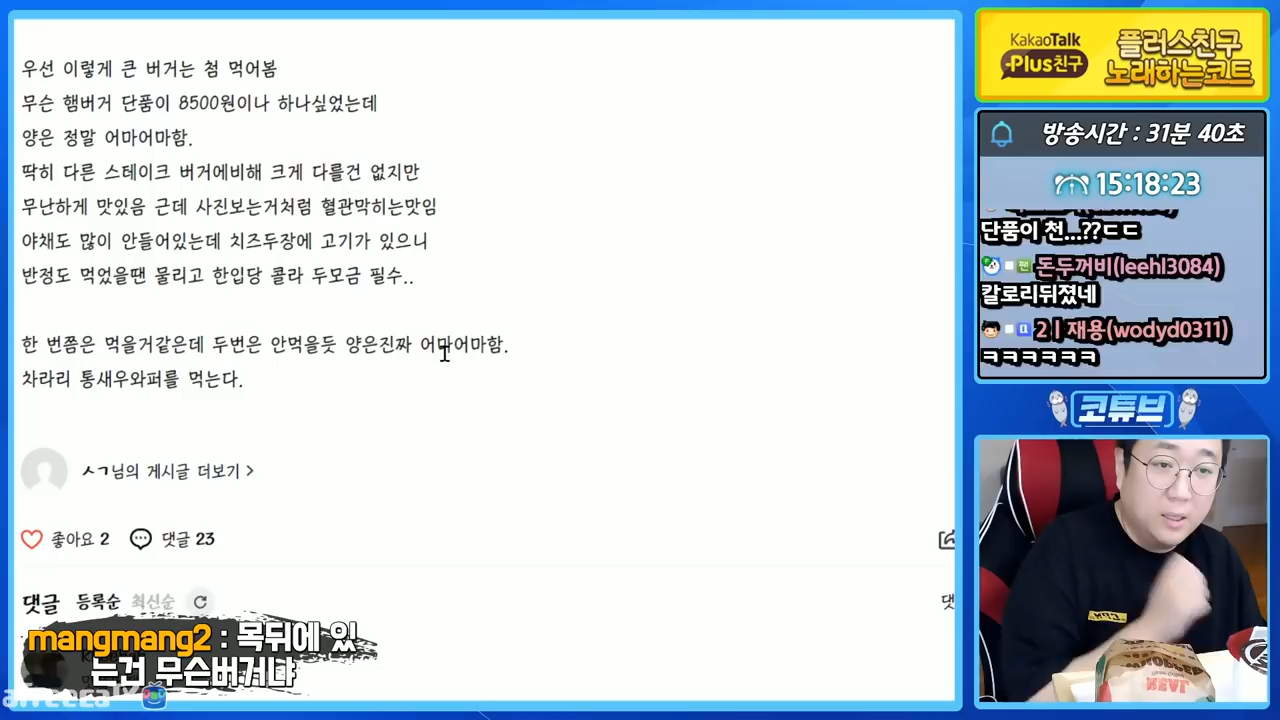 우선 이렇게 큰 버거는 첨 먹어봄
무슨 햄버거 단품이 8500원이나 하나싶었는데
양은 정말 어마어마함.
딱히 다른 스테이크 버거에비해 크게 다를건 없지만
무난하게 맛있음 근데 사진보는거처럼 혈관막히는맛임
야채도 많이 안들어있는데 치즈두장에 고기가 있으니
반정도 먹었을땐 물리고 한입당 콜라 두모금 필수..
한 번쯤은 먹을거같은데 두번은 안먹을듯 양은진짜 어마어마함.
차라리 통새우와퍼를 먹는다.
ㅅㄱ님의 게시글 더보기 >
좋아요 2 댓글 23
댓글 등록순 최신순
댓
mangmang2 : 목뒤에 있
는건 무슨버거냐
afreeca
KakaoTalk
Plus친구
플러스친구
노래하는코트
방송시간 : 31분 40초
15:18:23
단품이 천...??ㄷㄷ
돈두꺼비(leehl3084)
칼로리뒤졌네
2ㅣ재용(wodyd0311)
ㅋㅋㅋㅋㅋㅋ
코튜브